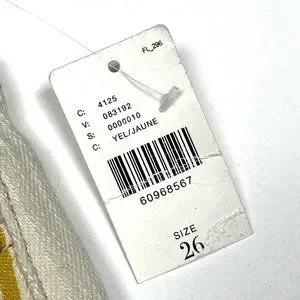 FL_296
C: 4125
V: 083192
S: 0000010
C: YEL/JAUNE
60968567
SIZE
26